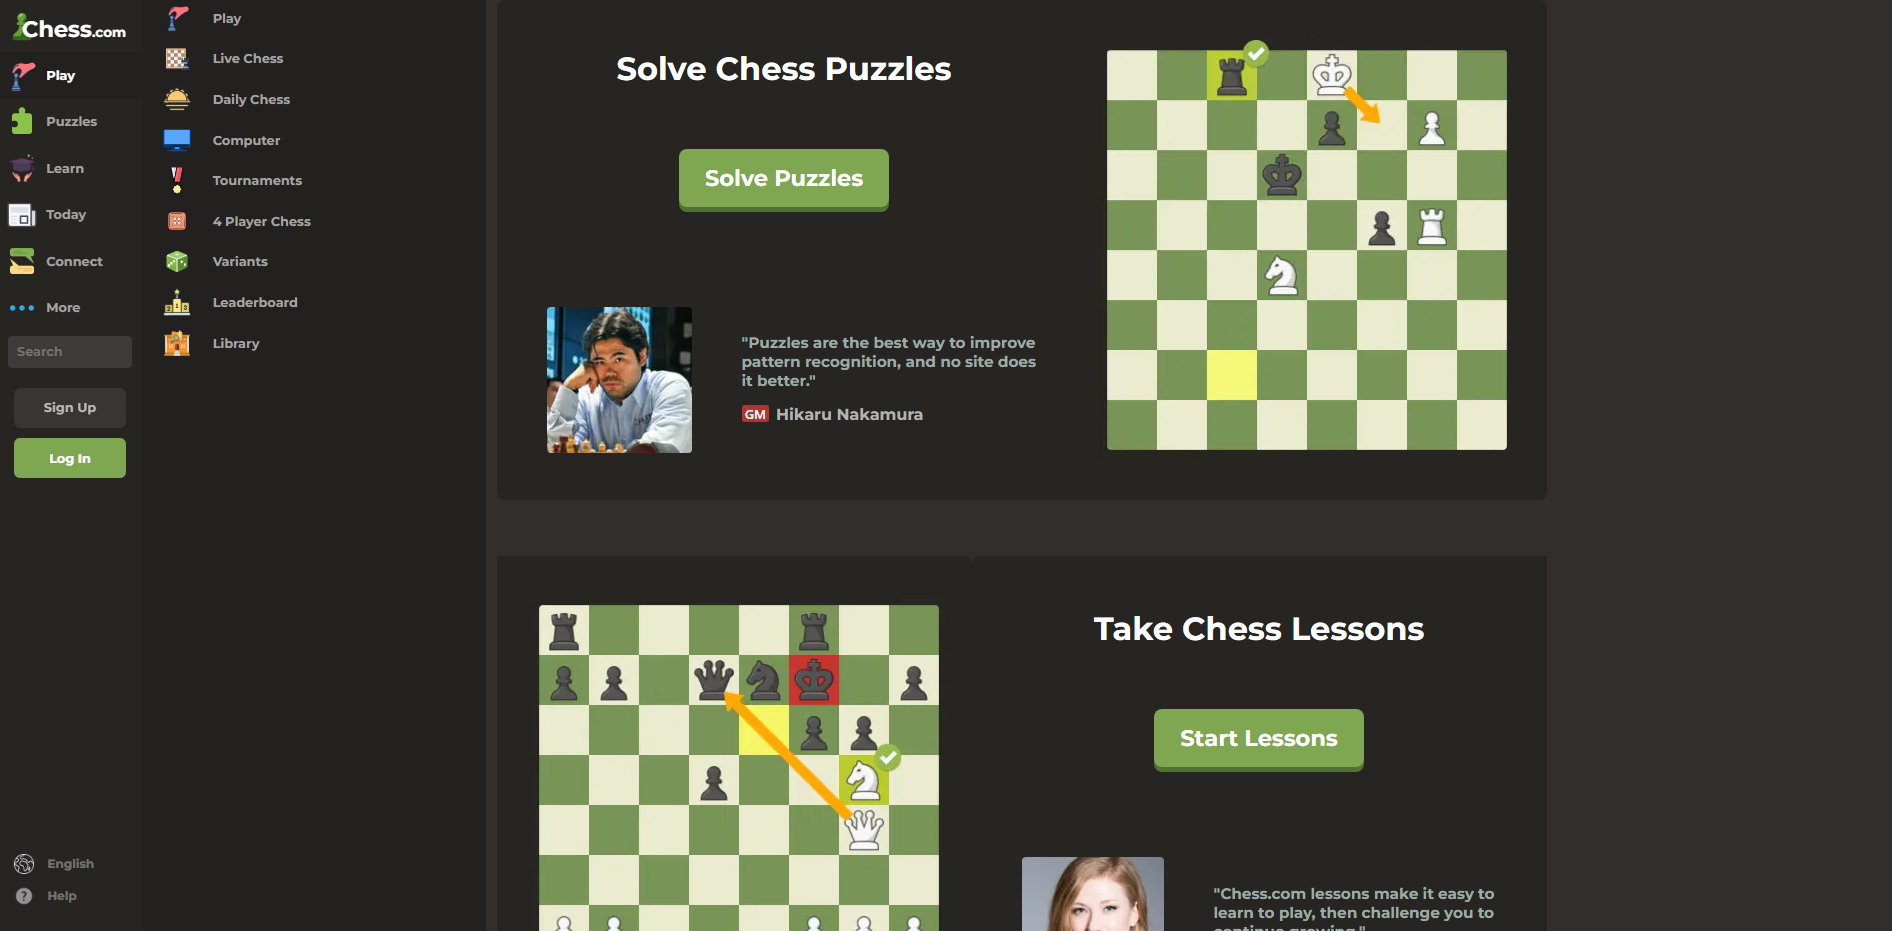 Chess.com
Play
Puzzles
Learn
Today
Connect
More
Search
Sign Up
Log In
English
Help
Play
Live Chess
Daily Chess
Computer
Tournaments
4 Player Chess
Variants
Leaderboard
Library
Solve Chess Puzzles
Solve Puzzles
"Puzzles are the best way to improve
pattern recognition, and no site does
it better."
GM Hikaru Nakamura
Take Chess Lessons
Start Lessons
"Chess.com lessons make it easy to
learn to play, then challenge you to
continue growing."